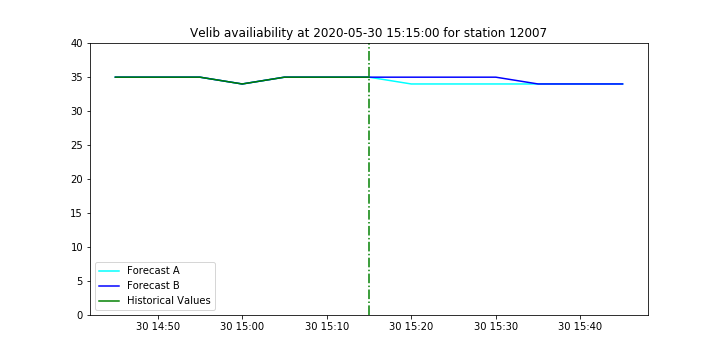 Velib availiability at 2020-05-30 15:15:00 for station 12007
40
35
30
25
20
15
10
5
0
Forecast A
Forecast B
Historical Values
30 14:50 30 15:00 30 15:10 30 15:20 30 15:30 30 15:40